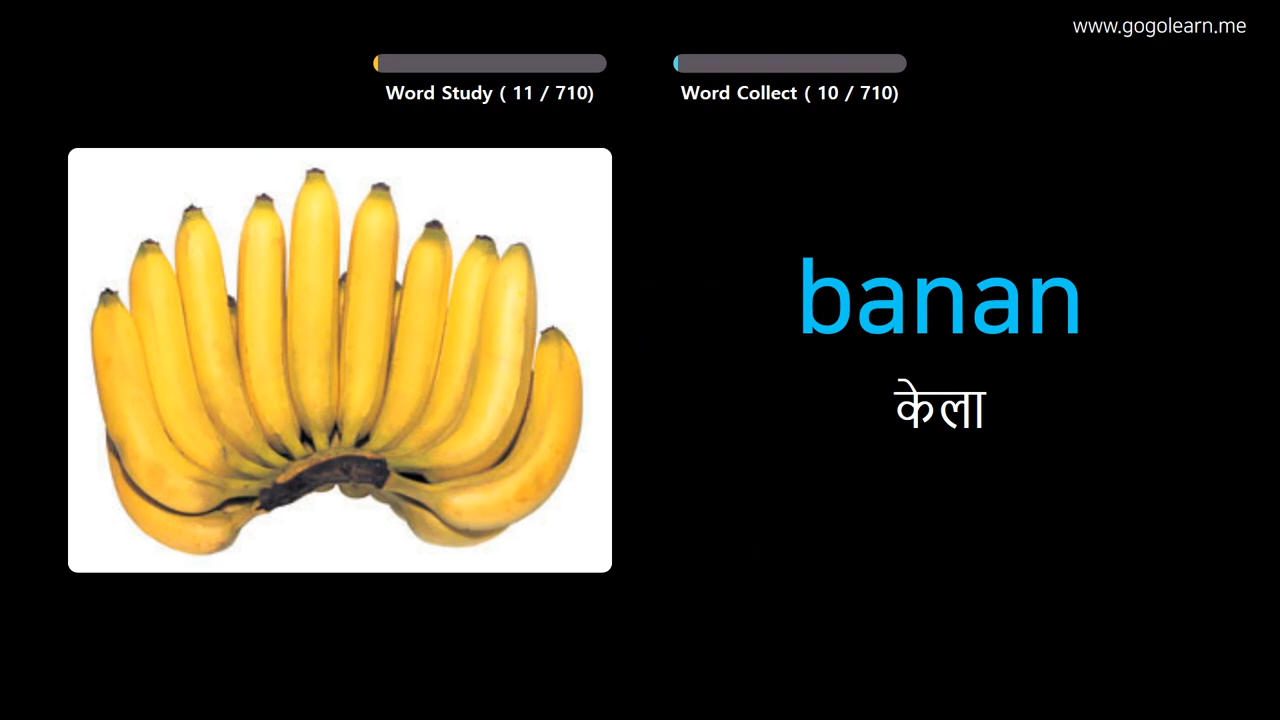 www.gogolearn.me
Word Study ( 11 / 710)
Word Collect ( 10 / 710)
banan
केला